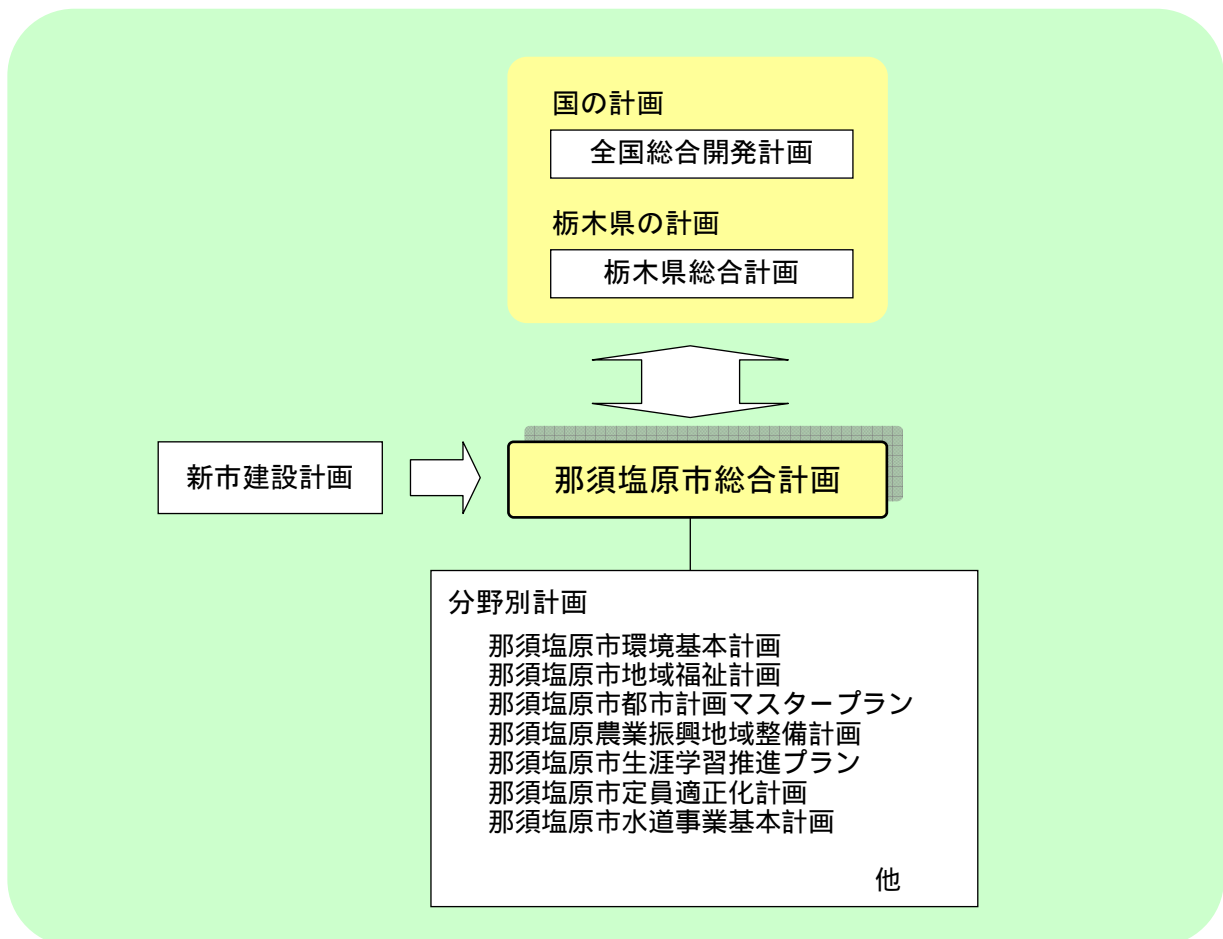 国の計画
全国総合開発計画
栃木県の計画
栃木県総合計画
新市建設計画
那須塩原市総合計画
分野別計画
那須塩原市環境基本計画
那須塩原市地域福祉計画
那須塩原市都市計画マスタープラン
那須塩原農業振興地域整備計画
那須塩原市生涯学習推進プラン
那須塩原市定員適正化計画
那須塩原市水道事業基本計画
他